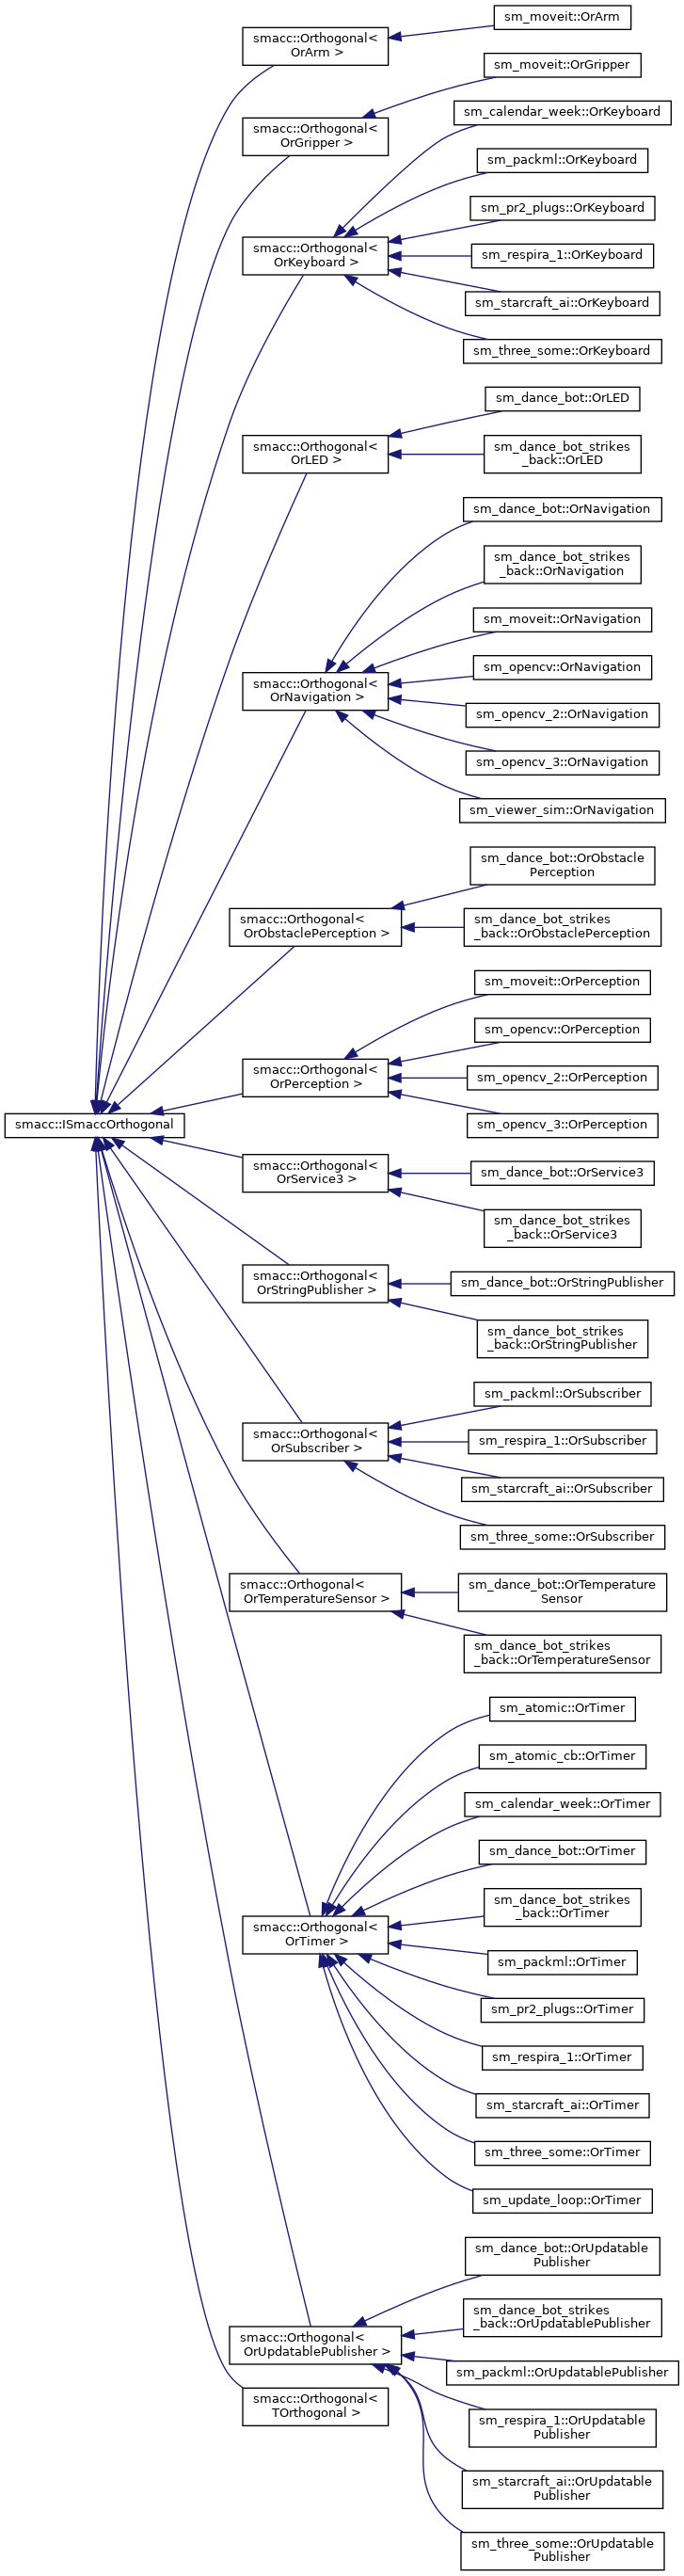 smacc::ISmaccOrthogonal
smacc::Orthogonal<
OrArm >
sm_moveit::OrArm
smacc::Orthogonal<
OrGripper >
sm_moveit::OrGripper
smacc::Orthogonal<
OrKeyboard >
sm_calendar_week::OrKeyboard
sm_packml::OrKeyboard
sm_pr2_plugs::OrKeyboard
sm_respira_1::OrKeyboard
sm_starcraft_ai::OrKeyboard
sm_three_some::OrKeyboard
smacc::Orthogonal<
OrLED >
sm_dance_bot::OrLED
sm_dance_bot_strikes
_back::OrLED
smacc::Orthogonal<
OrNavigation >
sm_dance_bot::OrNavigation
sm_dance_bot_strikes
_back::OrNavigation
sm_moveit::OrNavigation
sm_opencv::OrNavigation
sm_opencv_2::OrNavigation
sm_opencv_3::OrNavigation
sm_viewer_sim::OrNavigation
smacc::Orthogonal<
OrObstaclePerception >
sm_dance_bot::OrObstacle
Perception
sm_dance_bot_strikes
_back::OrObstaclePerception
smacc::Orthogonal<
OrPerception >
sm_moveit::OrPerception
sm_opencv::OrPerception
sm_opencv_2::OrPerception
sm_opencv_3::OrPerception
smacc::Orthogonal<
OrService3 >
sm_dance_bot::OrService3
sm_dance_bot_strikes
_back::OrService3
smacc::Orthogonal<
OrStringPublisher >
sm_dance_bot::OrStringPublisher
sm_dance_bot_strikes
_back::OrStringPublisher
smacc::Orthogonal<
OrSubscriber >
sm_packml::OrSubscriber
sm_respira_1::OrSubscriber
sm_starcraft_ai::OrSubscriber
sm_three_some::OrSubscriber
smacc::Orthogonal<
OrTemperatureSensor >
sm_dance_bot::OrTemperature
Sensor
sm_dance_bot_strikes
_back::OrTemperatureSensor
smacc::Orthogonal<
OrTimer >
sm_atomic::OrTimer
sm_atomic_cb::OrTimer
sm_calendar_week::OrTimer
sm_dance_bot::OrTimer
sm_dance_bot_strikes
_back::OrTimer
sm_packml::OrTimer
sm_pr2_plugs::OrTimer
sm_respira_1::OrTimer
sm_starcraft_ai::OrTimer
sm_three_some::OrTimer
sm_update_loop::OrTimer
smacc::Orthogonal<
OrUpdatablePublisher >
sm_dance_bot::OrUpdatable
Publisher
sm_dance_bot_strikes
_back::OrUpdatablePublisher
sm_packml::OrUpdatablePublisher
sm_respira_1::OrUpdatable
Publisher
sm_starcraft_ai::OrUpdatable
Publisher
sm_three_some::OrUpdatable
Publisher
smacc::Orthogonal<
TOrthogonal >